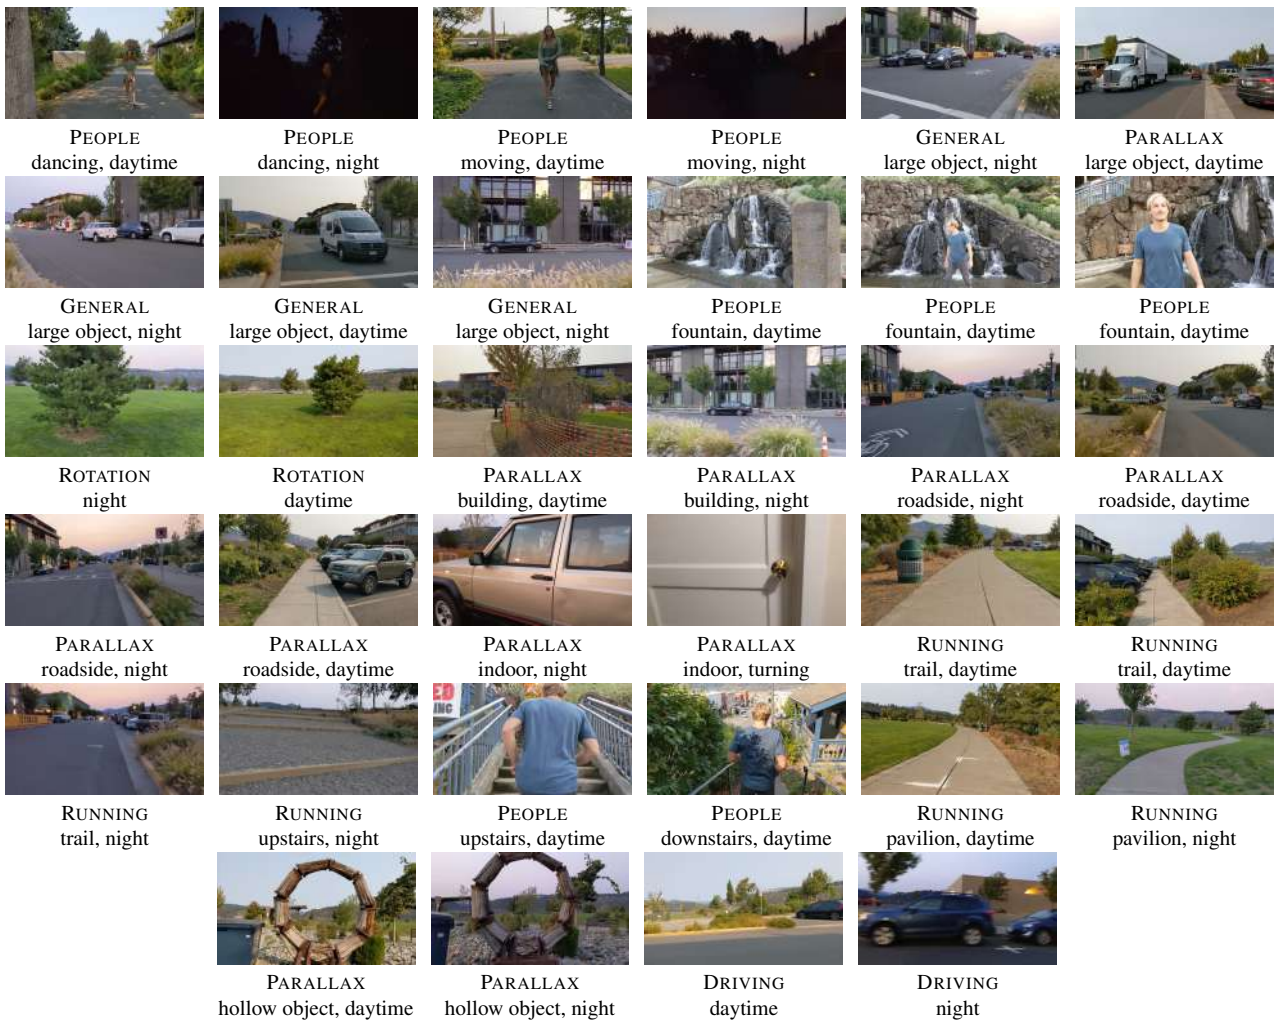 PEOPLE
dancing, daytime
PEOPLE
dancing, night
PEOPLE
moving, daytime
PEOPLE
moving, night
GENERAL
large object, night
PARALLAX
large object, daytime
GENERAL
large object, night
GENERAL
large object, daytime
GENERAL
large object, night
PEOPLE
fountain, daytime
PEOPLE
fountain, daytime
PEOPLE
fountain, daytime
ROTATION
night
ROTATION
daytime
PARALLAX
building, daytime
PARALLAX
building, night
PARALLAX
roadside, night
PARALLAX
roadside, daytime
PARALLAX
roadside, night
PARALLAX
roadside, daytime
PARALLAX
indoor, night
PARALLAX
indoor, turning
RUNNING
trail, daytime
RUNNING
trail, daytime
ED
ING
RUNNING
trail, night
RUNNING
upstairs, night
PEOPLE
upstairs, daytime
PEOPLE
downstairs, daytime
RUNNING
pavilion, daytime
RUNNING
pavilion, night
PARALLAX
hollow object, daytime
PARALLAX
hollow object, night
DRIVING
daytime
DRIVING
night